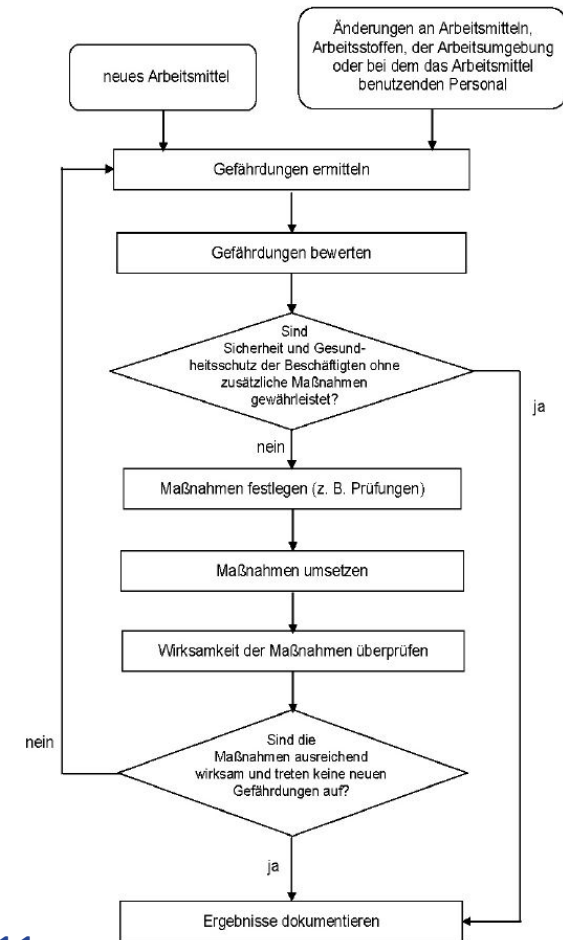 Änderungen an Arbeitsmitteln,
Arbeitsstoffen, der Arbeitsumgebung
oder bei dem das Arbeitsmittel
benutzenden Personal
neues Arbeitsmittel
Gefährdungen ermitteln
Gefährdungen bewerten
Sind
Sicherheit und Gesund-
heitsschutz der Beschäftigten ohne
zusätzliche Maßnahmen
gewährleistet?
ja
nein
Maßnahmen festlegen (z. B. Prüfungen)
Maßnahmen umsetzen
Wirksamkeit der Maßnahmen überprüfen
nein
Sind die
Maßnahmen ausreichend
wirksam und treten keine neuen
Gefährdungen auf?
ja
Ergebnisse dokumentieren